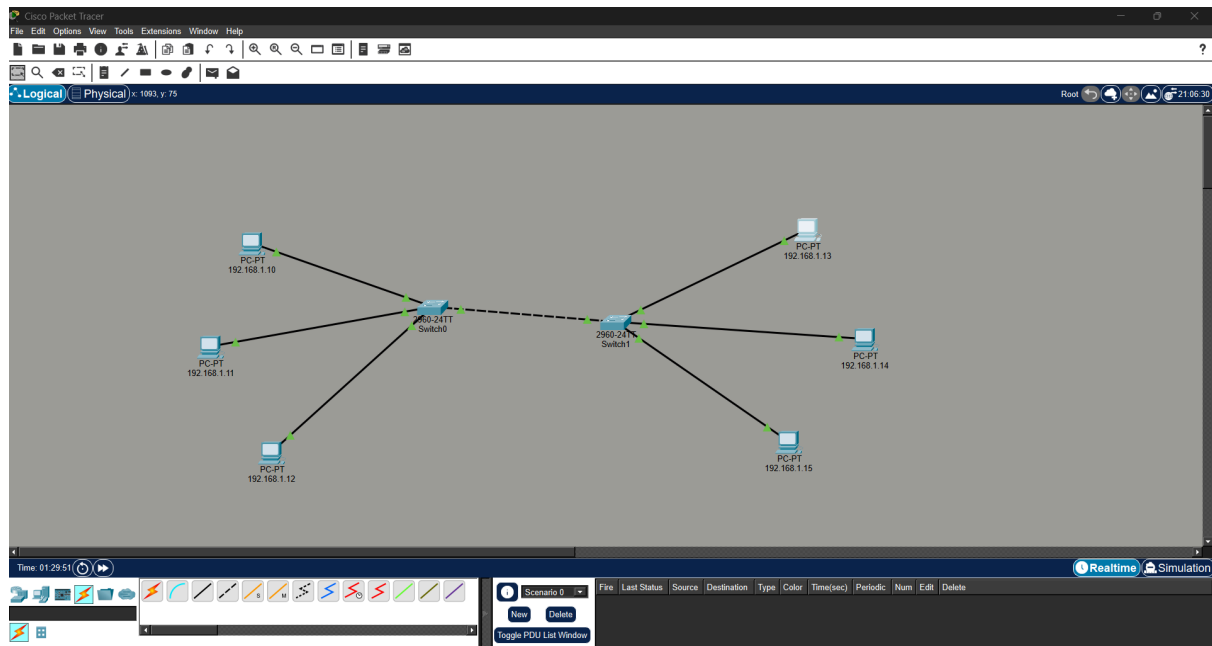 Cisco Packet Tracer
File Edit Options View Tools Extensions Window Help
?
Logical Physical x: 1093, y: 75 Root 21:06:30
PC-PT
192.168.1.10
PC-PT
192.168.1.11
PC-PT
192.168.1.12
2960-24TT
Switch0
2960-24TT
Switch1
PC-PT
192.168.1.13
PC-PT
192.168.1.14
PC-PT
192.168.1.15
Time: 01:29:51 Realtime Simulation
S M
Scenario 0
New Delete
Toggle PDU List Window
Fire Last Status Source Destination Type Color Time(sec) Periodic Num Edit Delete